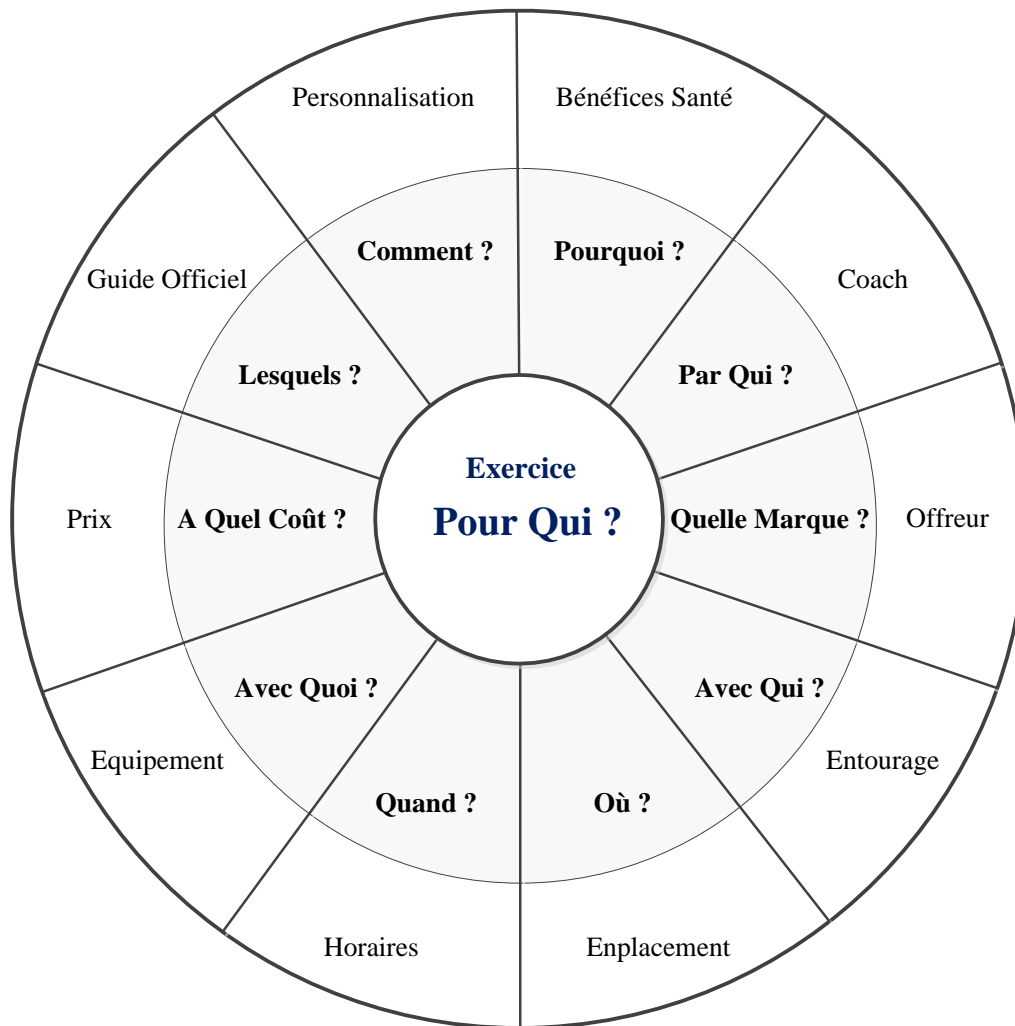 Personnalisation
Bénéfices Santé
Comment ?
Pourquoi ?
Guide Officiel
Coach
Lesquels ?
Par Qui ?
Exercice
Pour Qui ?
Prix
A Quel Coût ?
Quelle Marque ?
Offreur
Avec Quoi ?
Avec Qui ?
Equipement
Entourage
Quand ?
Où ?
Horaires
Enplacement